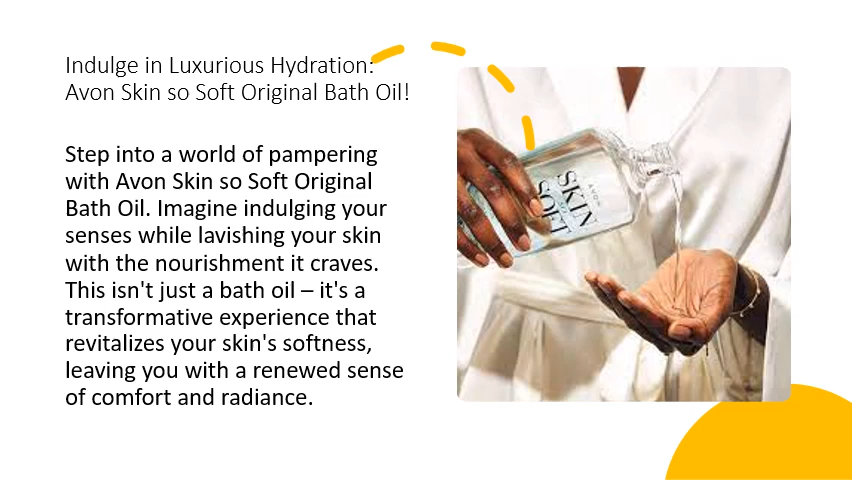 Indulge in Luxurious Hydration:
Avon Skin so Soft Original Bath Oil!
Step into a world of pampering
with Avon Skin so Soft Original
Bath Oil. Imagine indulging your
senses while lavishing your skin
with the nourishment it craves.
This isn't just a bath oil – it's a
transformative experience that
revitalizes your skin's softness,
leaving you with a renewed sense
of comfort and radiance.
AVON
SKIN
SOFT